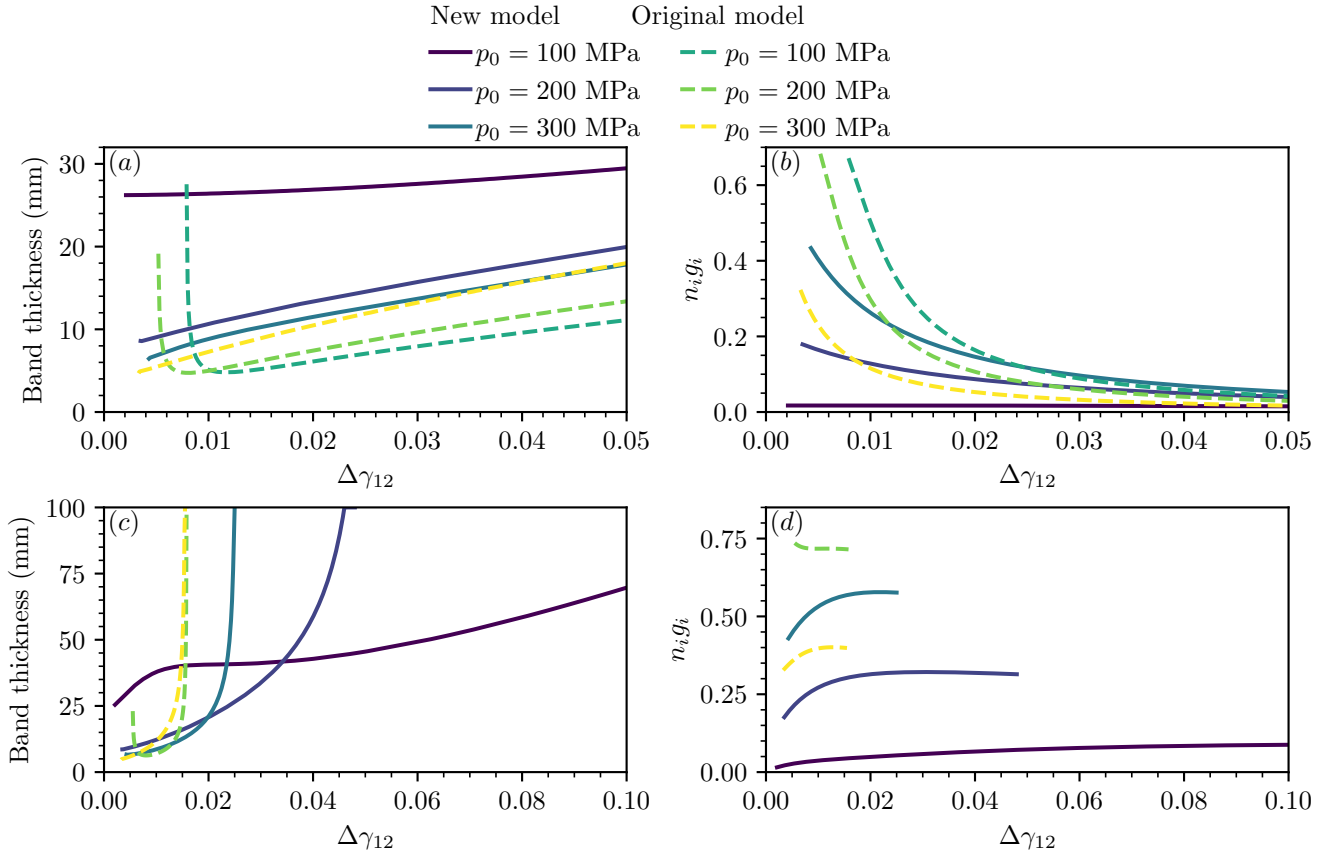 New model Original model
p₀ = 100 MPa p₀ = 100 MPa
p₀ = 200 MPa p₀ = 200 MPa
p₀ = 300 MPa p₀ = 300 MPa
(a)
Band thickness (mm)
30
20
10
0
0.00 0.01 0.02 0.03 0.04 0.05
Δγ₁₂
(b)
nᵢgᵢ
0.6
0.4
0.2
0.0
0.00 0.01 0.02 0.03 0.04 0.05
Δγ₁₂
(c)
Band thickness (mm)
100
75
50
25
0
0.00 0.02 0.04 0.06 0.08 0.10
Δγ₁₂
(d)
nᵢgᵢ
0.75
0.50
0.25
0.00
0.00 0.02 0.04 0.06 0.08 0.10
Δγ₁₂